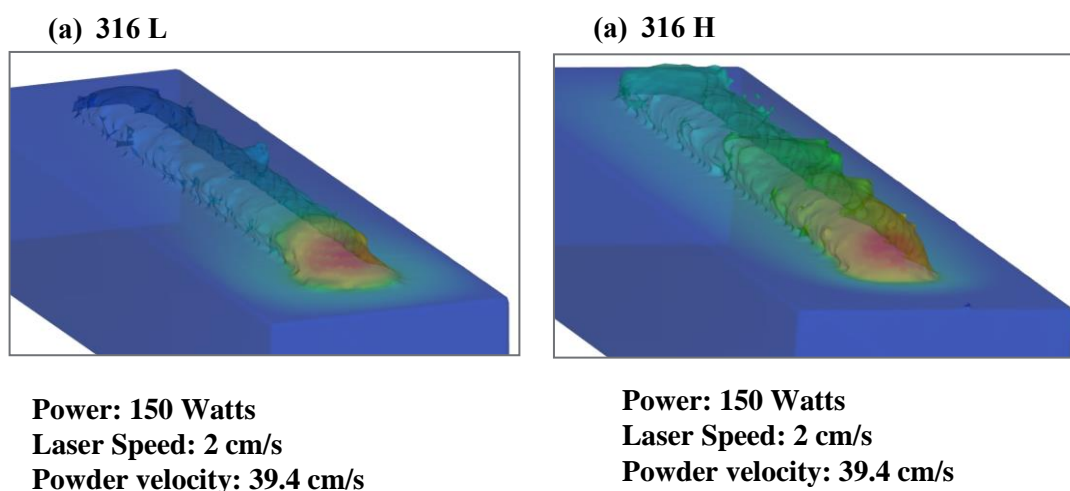 (a) 316 L
(a) 316 H
Power: 150 Watts
Laser Speed: 2 cm/s
Powder velocity: 39.4 cm/s
Power: 150 Watts
Laser Speed: 2 cm/s
Powder velocity: 39.4 cm/s